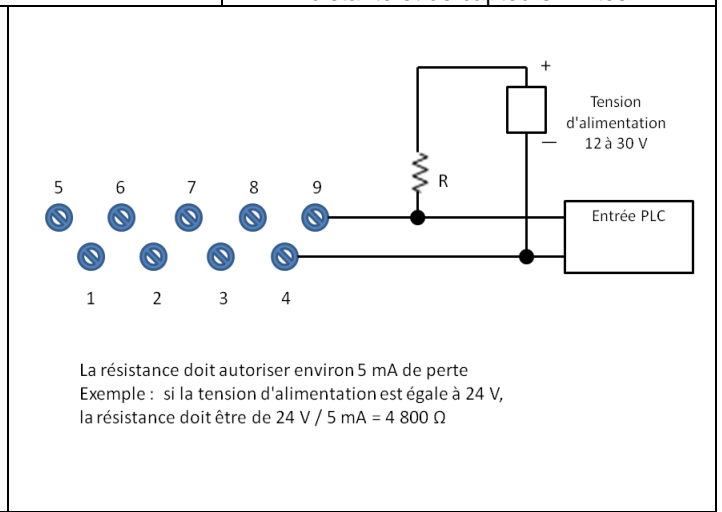 +
Tension
d'alimentation
— 12 à 30 V
R
5 6 7 8 9
Entrée PLC
1 2 3 4
La résistance doit autoriser environ 5 mA de perte
Exemple : si la tension d'alimentation est égale à 24 V,
la résistance doit être de 24 V / 5 mA = 4 800 Ω